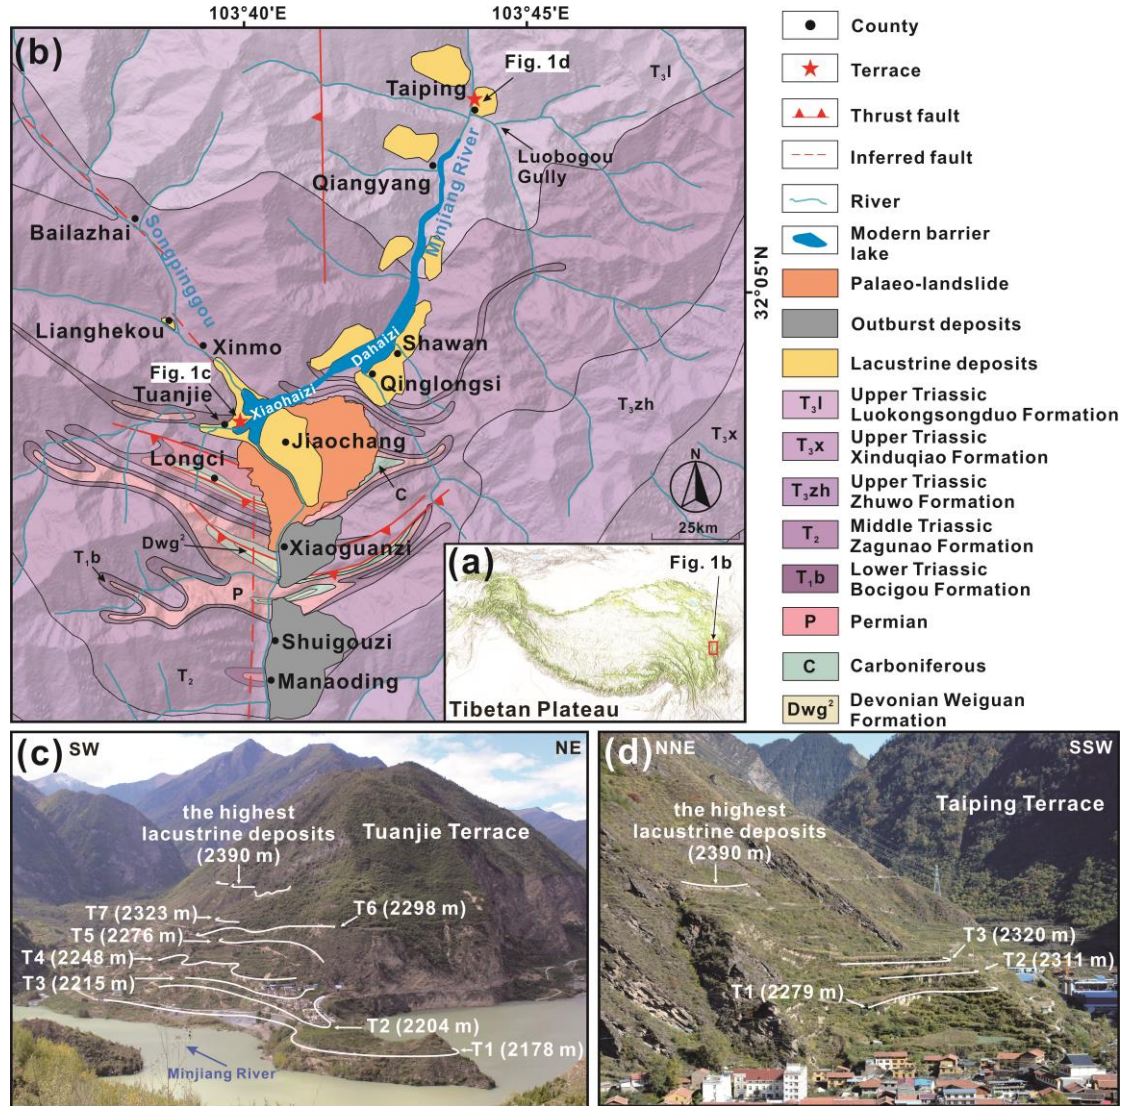 103°40'
103°45'
(b)
Taiping
Fig. 1d
T₃l
Luobogou
Gully
Minjiang River
Qiangyang
Bailazhai
Songpinggou
32°05'N
Lianghekou
Xinmo
Dahaizi
Shawan
Fig. 1c
Tuanjie
Xiaohaizi
Qinglongsi
T₃zh
T₃x
Jiaochang
Longci
C
N
25km
Dwg²
Xiaoguanzi
T₁b
P
Shuigouzi
T₂
Manaoding
(a)
Fig. 1b
Tibetan Plateau
County
Terrace
Thrust fault
Inferred fault
River
Modern barrier
lake
Palaeo-landslide
Outburst deposits
Lacustrine deposits
T₃l Upper Triassic
Luokongsongduo Formation
T₃x Upper Triassic
Xinduqiao Formation
T₃zh Upper Triassic
Zhuwo Formation
T₂ Middle Triassic
Zagunao Formation
T₁b Lower Triassic
Bocigou Formation
P Permian
C Carboniferous
Dwg² Devonian Weiguan
Formation
(c) SW
NE
the highest
lacustrine deposits
(2390 m)
Tuanjie Terrace
T7 (2323 m)
T6 (2298 m)
T5 (2276 m)
T4 (2248 m)
T3 (2215 m)
T2 (2204 m)
T1 (2178 m)
Minjiang River
(d) NNE
SSW
the highest
lacustrine deposits
(2390 m)
Taiping Terrace
T3 (2320 m)
T2 (2311 m)
T1 (2279 m)